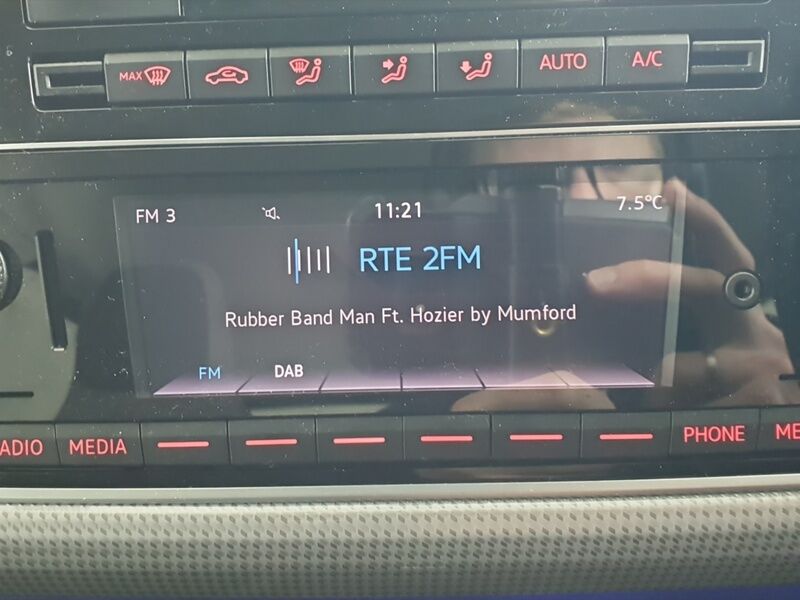 MAX AUTO A/C
FM 3 11:21 7.5°C
RTE 2FM
Rubber Band Man Ft. Hozier by Mumford
FM DAB
ADIO MEDIA PHONE ME